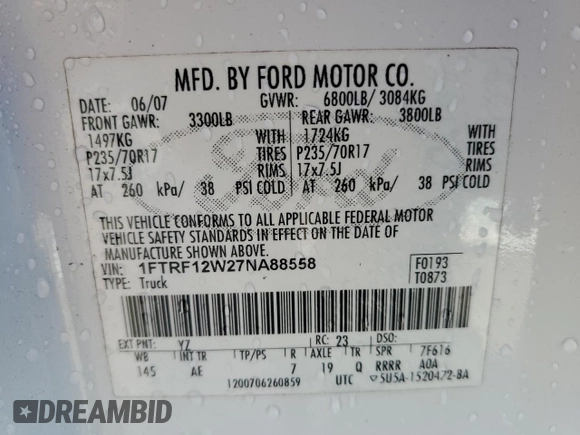 MFD. BY FORD MOTOR CO.
DATE: 06/07 GVWR: 6800LB/ 3084KG
FRONT GAWR: 3300LB REAR GAWR: 3800LB
1497KG WITH 1724KG WITH
P235/70R17 TIRES P235/70R17 TIRES
17x7.5J RIMS 17x7.5J RIMS
AT 260 kPa/ 38 PSI COLD AT 260 kPa/ 38 PSI COLD
Ford
THIS VEHICLE CONFORMS TO ALL APPLICABLE FEDERAL MOTOR
VEHICLE SAFETY STANDARDS IN EFFECT ON THE DATE OF
MANUFACTURE SHOWN ABOVE.
VIN: 1FTRF12W27NA88558 F0193
TYPE: Truck T0873
EXT PNT: YZ RC: 23 DSO:
WB INT TR TP/PS R AXLE TR SPR 7F616
145 AE 7 19 Q RRRR A0A
1200706260859 UTC 5U5A-1520472-BA
DREAMBID